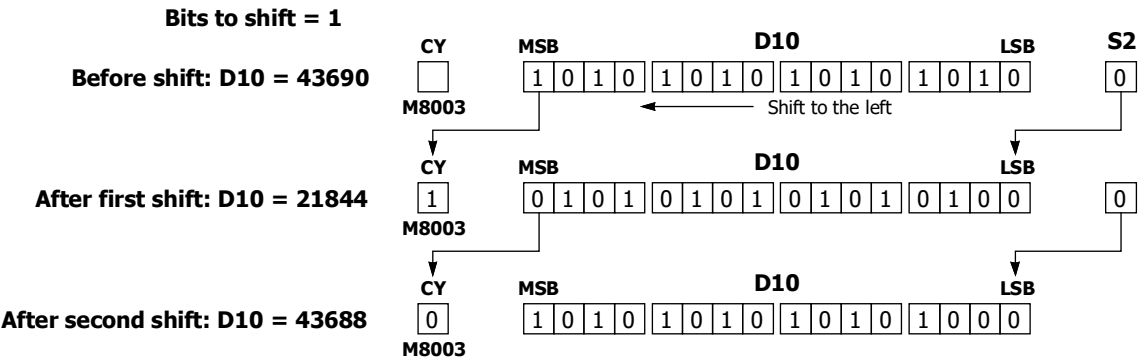 Bits to shift = 1
CY MSB D10 LSB S2
Before shift: D10 = 43690 1 0 1 0 1 0 1 0 1 0 1 0 1 0 1 0 0
M8003 Shift to the left
CY MSB D10 LSB
After first shift: D10 = 21844 1 0 1 0 1 0 1 0 1 0 1 0 1 0 1 0 0 0
M8003
CY MSB D10 LSB
After second shift: D10 = 43688 0 1 0 1 0 1 0 1 0 1 0 1 0 1 0 0 0
M8003